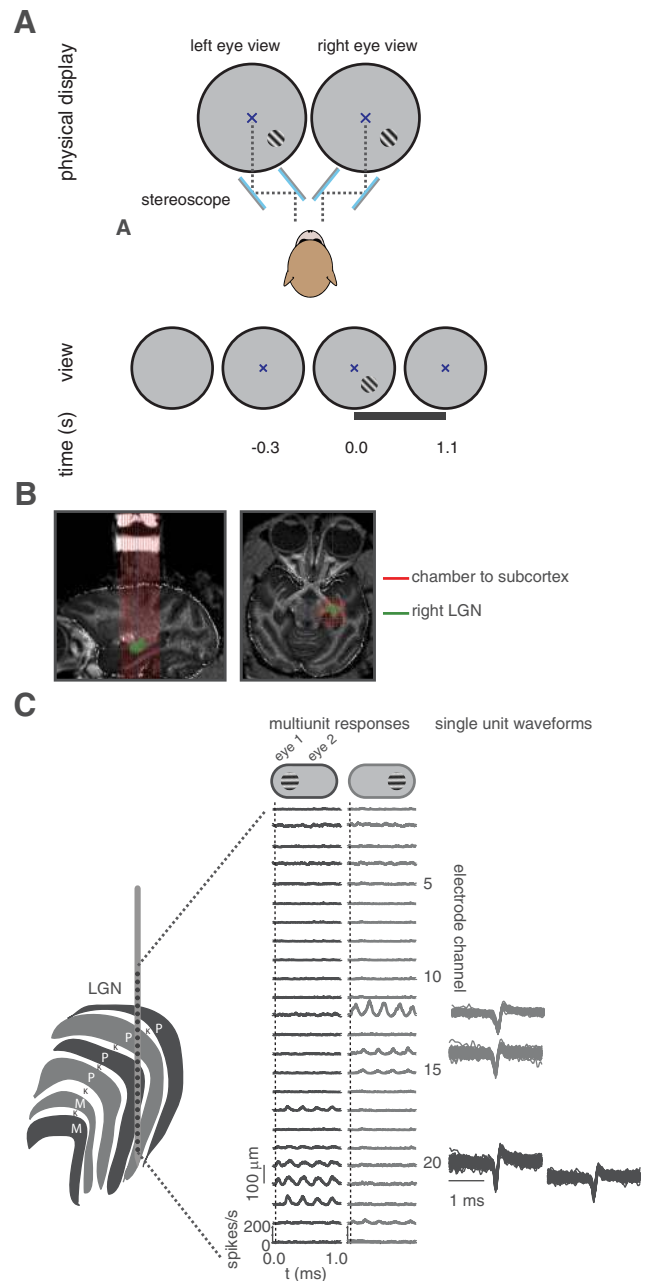 A
left eye view
right eye view
physical display
stereoscope
A
view
time (s)
-0.3
0.0
1.1
B
chamber to subcortex
right LGN
C
multiunit responses
single unit waveforms
eye 1
eye 2
5
electrode channel
10
LGN
P
K
P
K
P
K
M
K
M
15
20
100 μm
1 ms
spikes/s
200
0
0.0
1.0
t (ms)